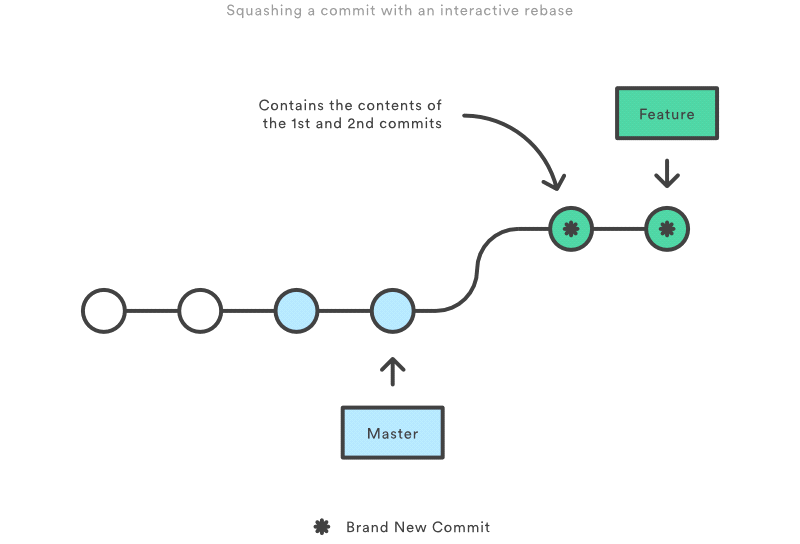 Squashing a commit with an interactive rebase
Contains the contents of
the 1st and 2nd commits
Feature
Master
Brand New Commit